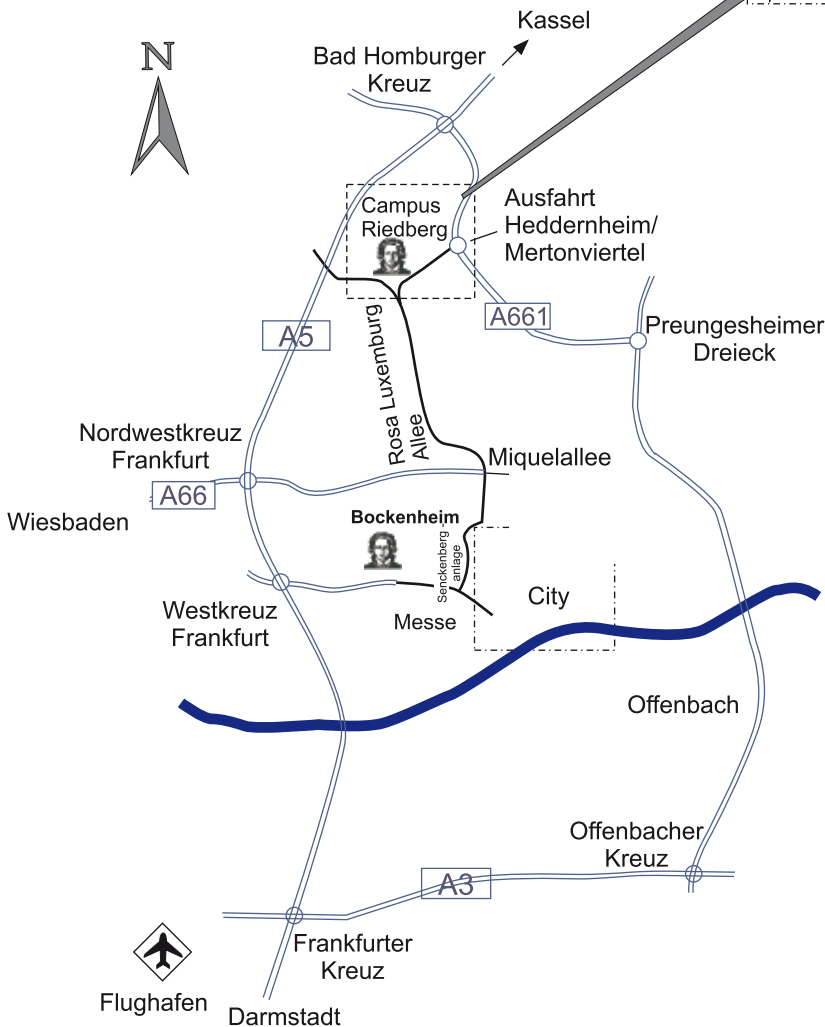 Kassel
N
Bad Homburger
Kreuz
Campus
Riedberg
Ausfahrt
Heddernheim/
Mertonviertel
A661
A5
Preungesheimer
Dreieck
Rosa Luxemburg
Allee
Nordwestkreuz
Frankfurt
Miquelallee
A66
Wiesbaden
Bockenheim
Senckenberg-
anlage
City
Westkreuz
Frankfurt
Messe
Offenbach
Offenbacher
Kreuz
A3
Frankfurter
Kreuz
Flughafen
Darmstadt